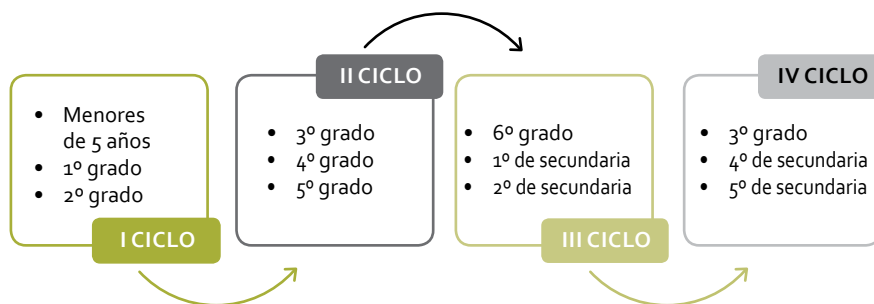 • Menores
de 5 años
• 1º grado
• 2º grado
I CICLO
II CICLO
• 3º grado
• 4º grado
• 5º grado
• 6º grado
• 1º de secundaria
• 2º de secundaria
III CICLO
IV CICLO
• 3º grado
• 4º de secundaria
• 5º de secundaria